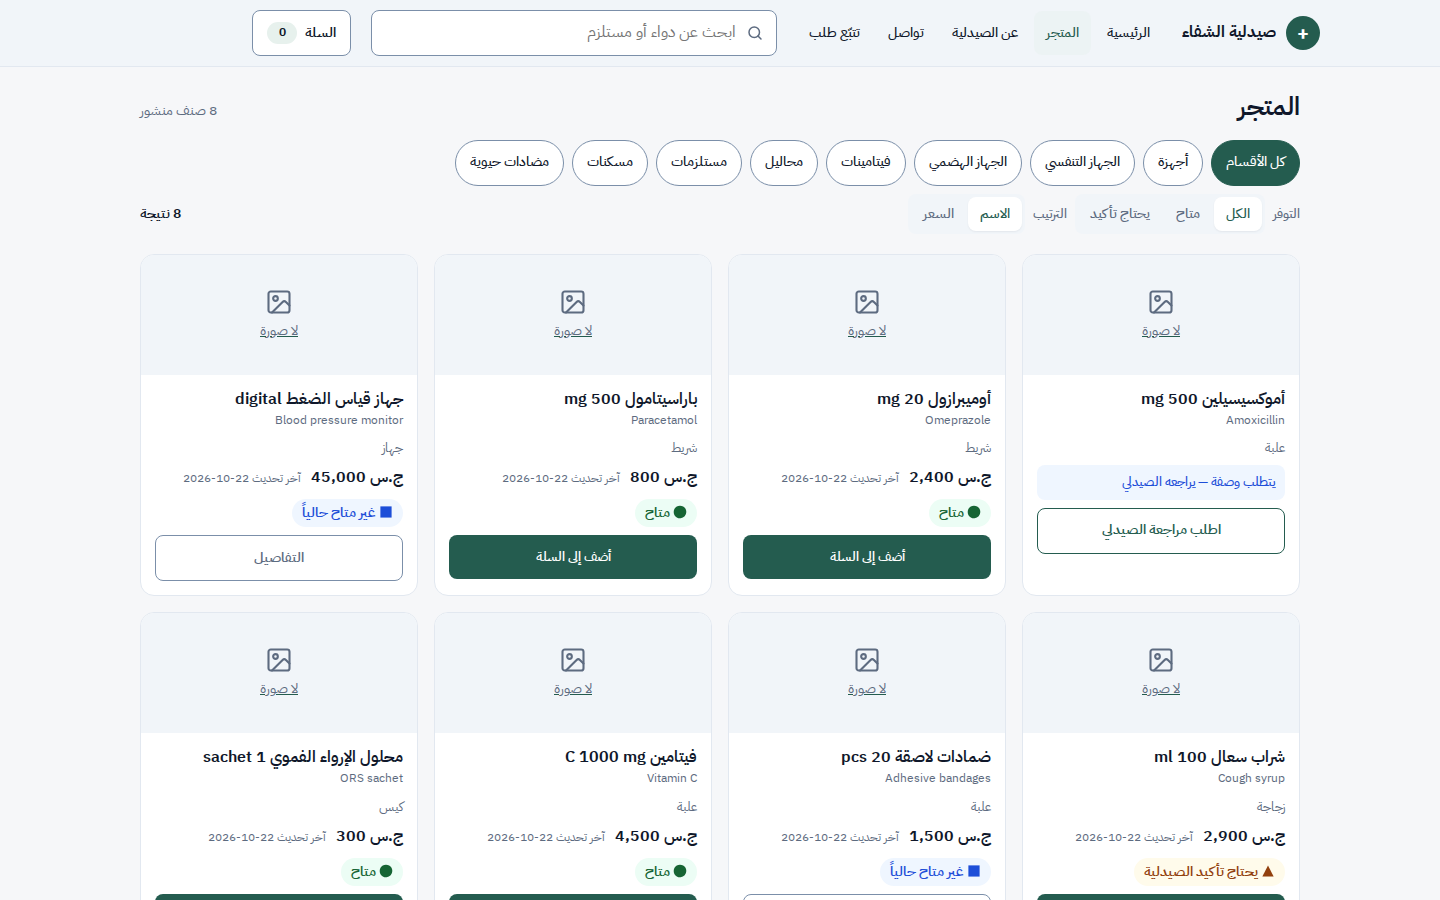 + صيدلية الشفاء
الرئيسية
المتجر
عن الصيدلية
تواصل
تتبّع طلب
ابحث عن دواء أو مستلزم
السلة 0
المتجر
8 صنف منشور
كل الأقسام
أجهزة
الجهاز التنفسي
الجهاز الهضمي
فيتامينات
محاليل
مستلزمات
مسكنات
مضادات حيوية
التوفر
الكل
متاح
يحتاج تأكيد
الترتيب
الاسم
السعر
8 نتيجة
لا صورة
أموكسيسيلين 500 mg
Amoxicillin
علبة
يتطلب وصفة — يراجعه الصيدلي
اطلب مراجعة الصيدلي
لا صورة
أوميبرازول 20 mg
Omeprazole
شريط
ج.س 2,400 آخر تحديث 22-10-2026
متاح
أضف إلى السلة
لا صورة
باراسيتامول 500 mg
Paracetamol
شريط
ج.س 800 آخر تحديث 22-10-2026
متاح
أضف إلى السلة
لا صورة
جهاز قياس الضغط digital
Blood pressure monitor
جهاز
ج.س 45,000 آخر تحديث 22-10-2026
غير متاح حالياً
التفاصيل
لا صورة
شراب سعال 100 ml
Cough syrup
زجاجة
ج.س 2,900 آخر تحديث 22-10-2026
يحتاج تأكيد الصيدلية
لا صورة
ضمادات لاصقة 20 pcs
Adhesive bandages
علبة
ج.س 1,500 آخر تحديث 22-10-2026
غير متاح حالياً
لا صورة
فيتامين C 1000 mg
Vitamin C
علبة
ج.س 4,500 آخر تحديث 22-10-2026
متاح
لا صورة
محلول الإرواء الفموي 1 sachet
ORS sachet
كيس
ج.س 300 آخر تحديث 22-10-2026
متاح